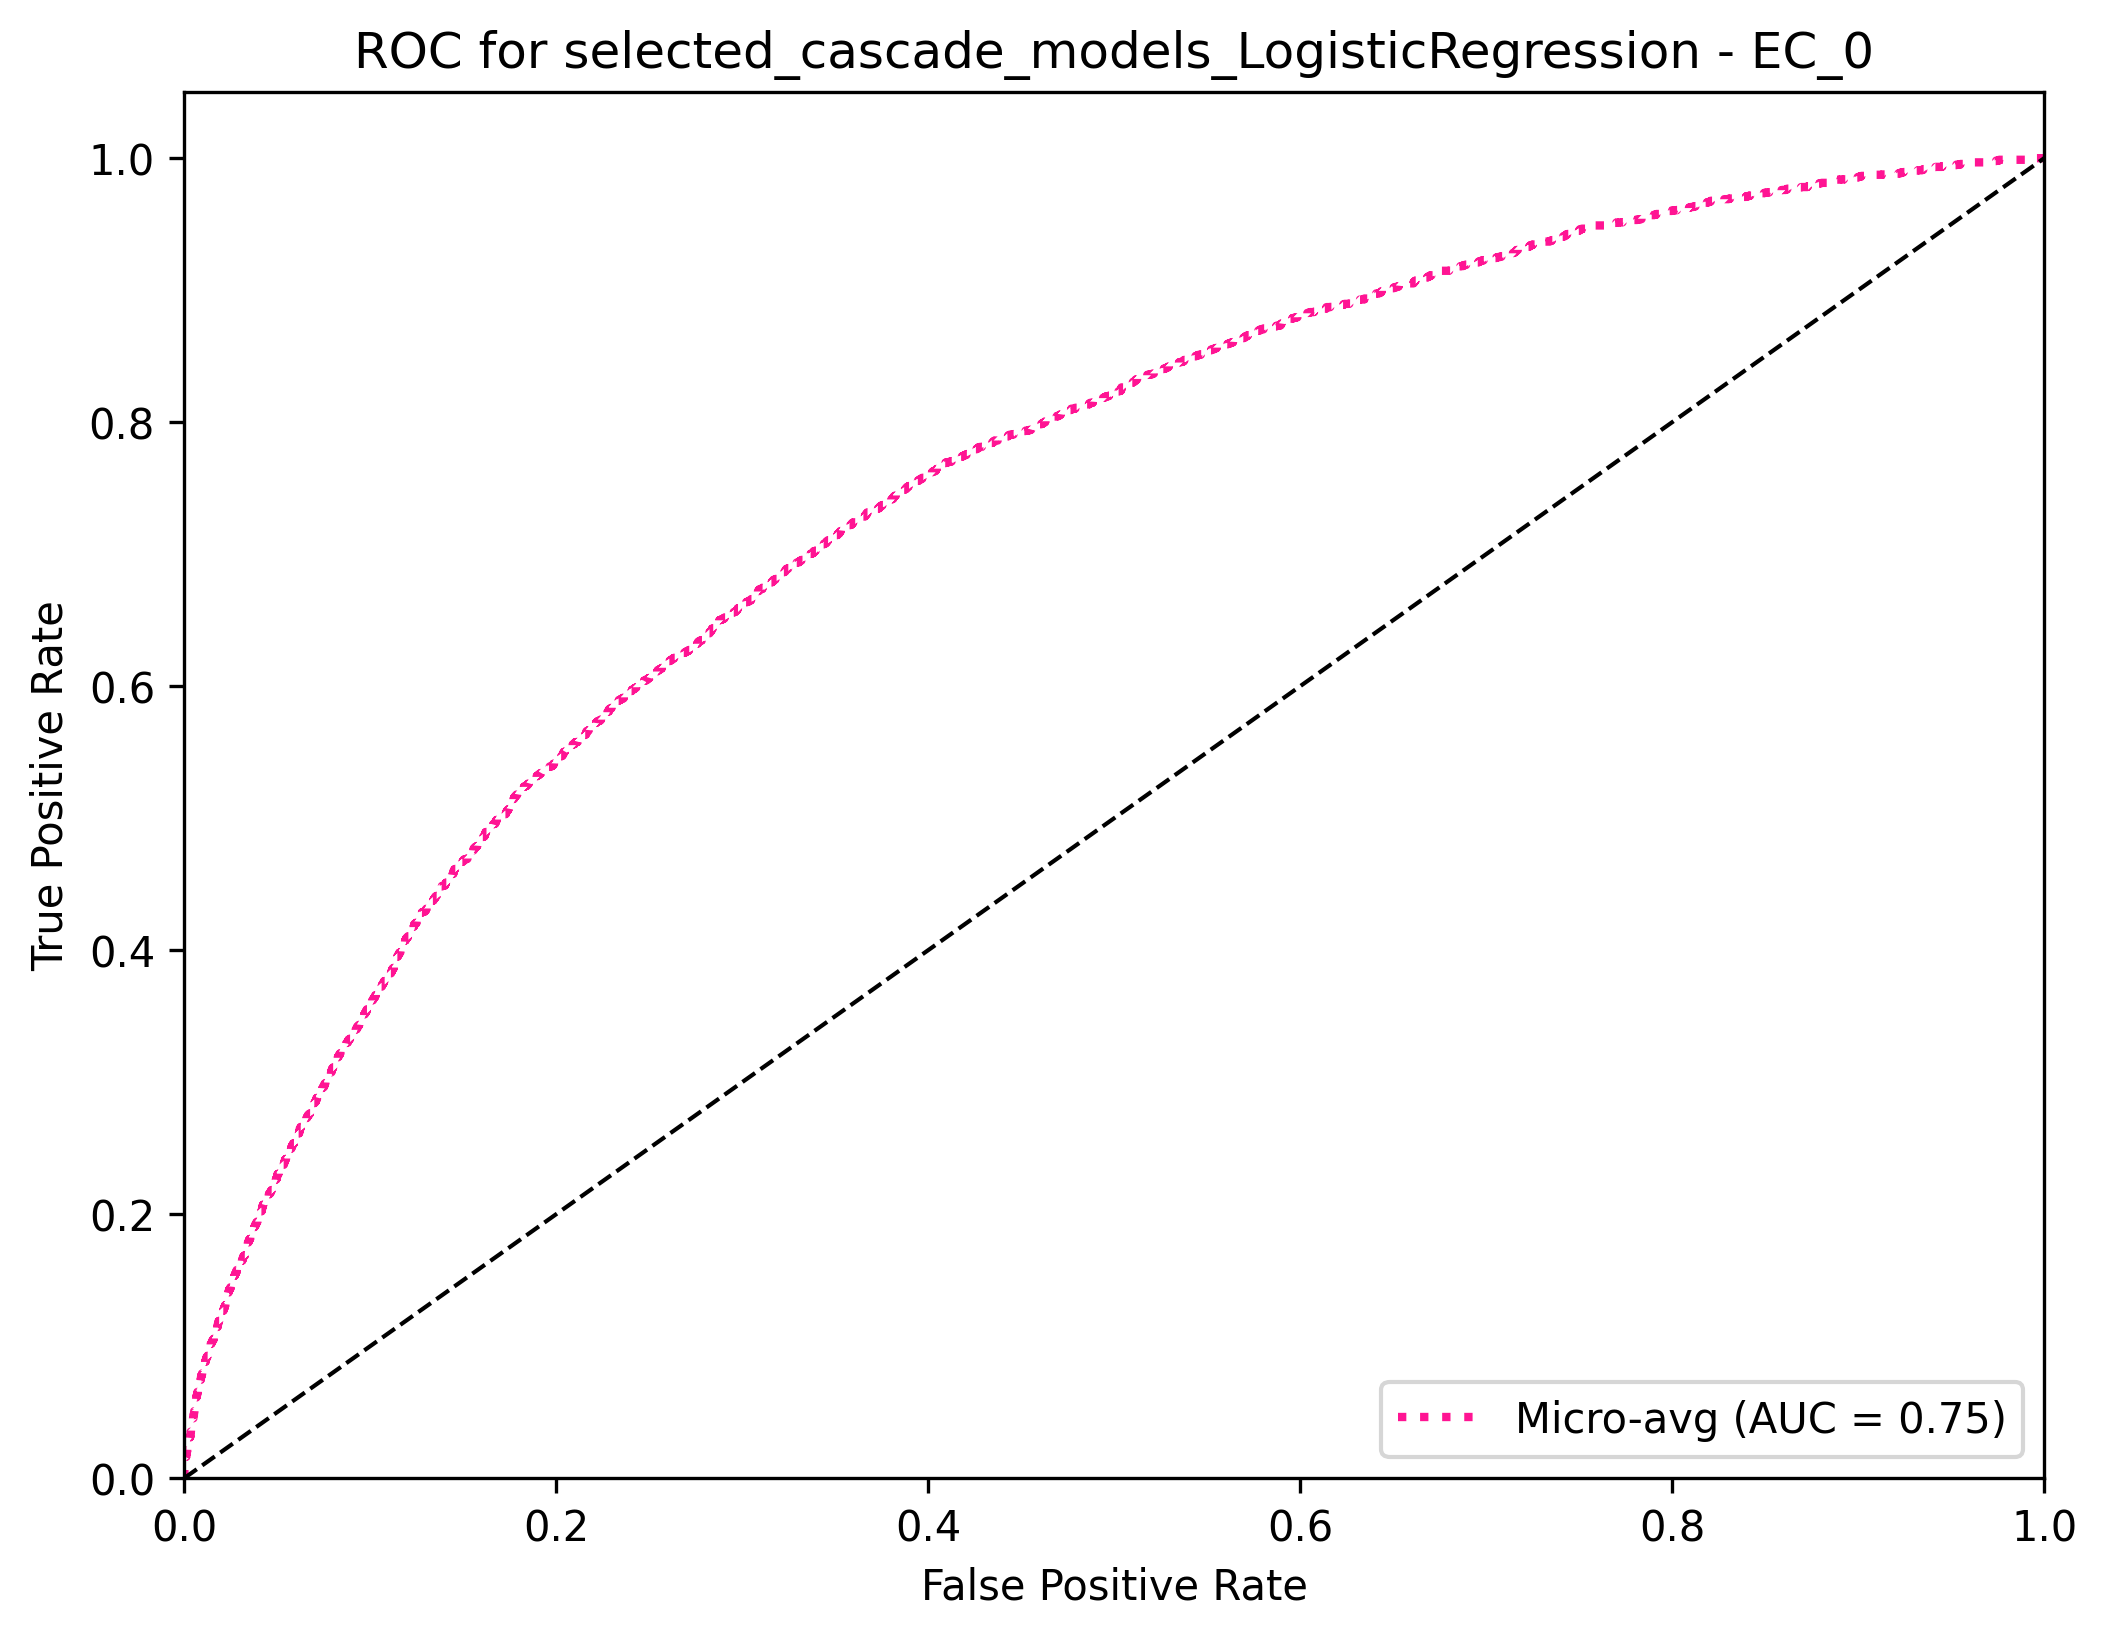 ROC for selected_cascade_models_LogisticRegression - EC_0
1.0
0.8
0.6
0.4
0.2
0.0
True Positive Rate
0.0 0.2 0.4 0.6 0.8 1.0
False Positive Rate
Micro-avg (AUC = 0.75)